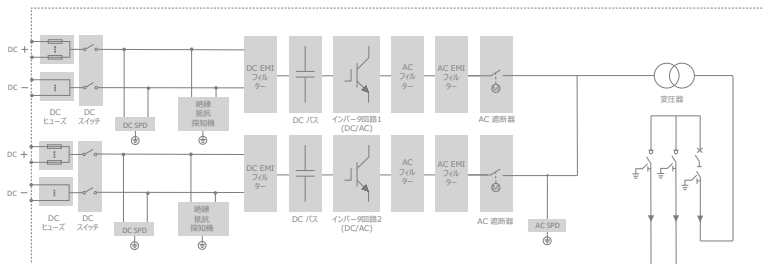 DC +
DC −
DC
ヒューズ
DC
スイッチ
DC SPD
絶縁
抵抗
探知機
DC EMI
フィル
ター
DC バス
インバータ回路1
(DC/AC)
AC
フィル
ター
AC EMI
フィル
ター
M
AC 遮断器
変圧器
DC +
DC −
DC
ヒューズ
DC
スイッチ
DC SPD
絶縁
抵抗
探知機
DC EMI
フィル
ター
DC バス
インバータ回路2
(DC/AC)
AC
フィル
ター
AC EMI
フィル
ター
M
AC 遮断器
AC SPD